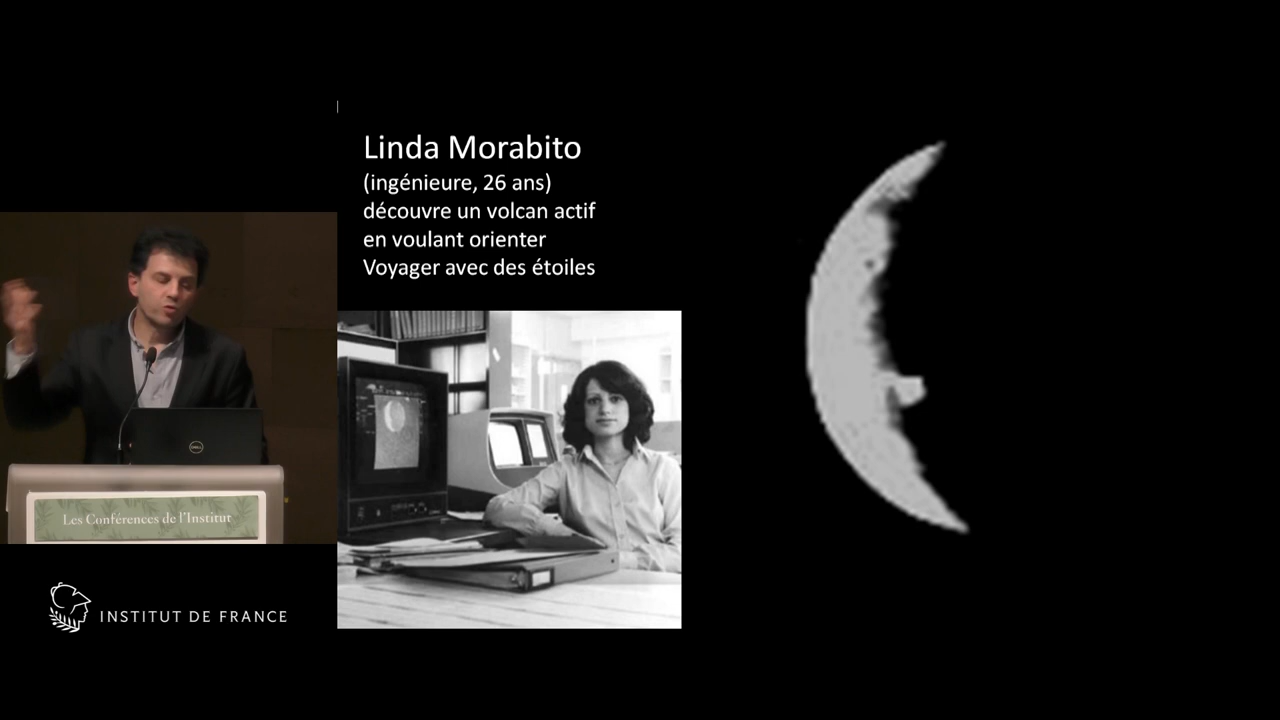 Linda Morabito
(ingénieure, 26 ans)
découvre un volcan actif
en voulant orienter
Voyager avec des étoiles
DELL
Les Conférences de l'Institut
INSTITUT DE FRANCE